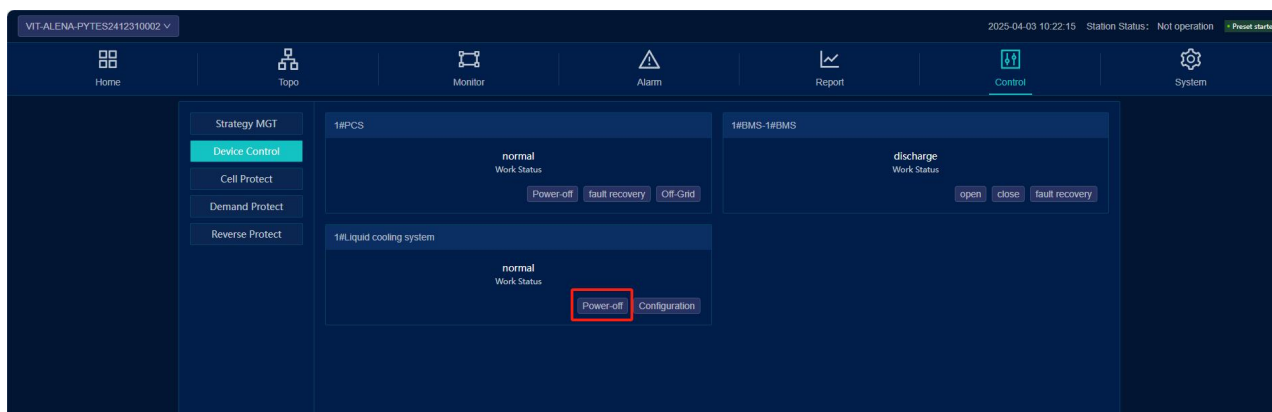 VIT-ALENA-PYTES2412310002
2025-04-03 10:22:15 Station Status: Not operation Preset starte
Home Topo Monitor Alarm Report Control System
Strategy MGT
Device Control
Cell Protect
Demand Protect
Reverse Protect
1#PCS
normal
Work Status
Power-off fault recovery Off-Grid
1#BMS-1#BMS
discharge
Work Status
open close fault recovery
1#Liquid cooling system
normal
Work Status
Power-off Configuration